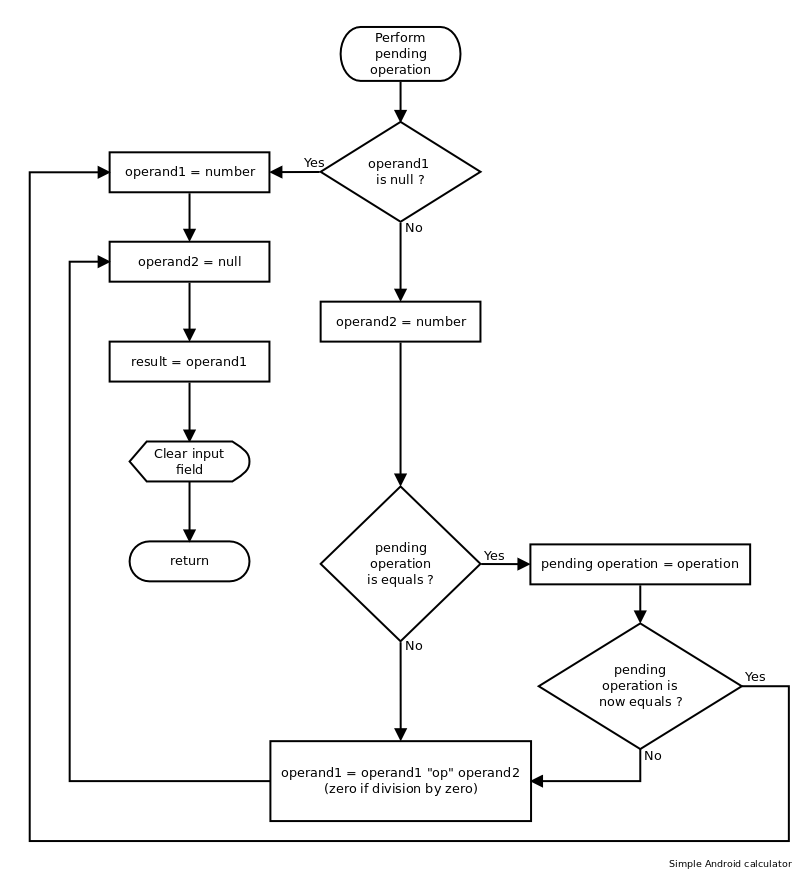 Perform
pending
operation
operand1
is null ?
Yes
No
operand1 = number
operand2 = null
result = operand1
Clear input
field
return
operand2 = number
pending
operation
is equals ?
Yes
No
pending operation = operation
pending
operation is
now equals ?
Yes
No
operand1 = operand1 "op" operand2
(zero if division by zero)
Simple Android calculator